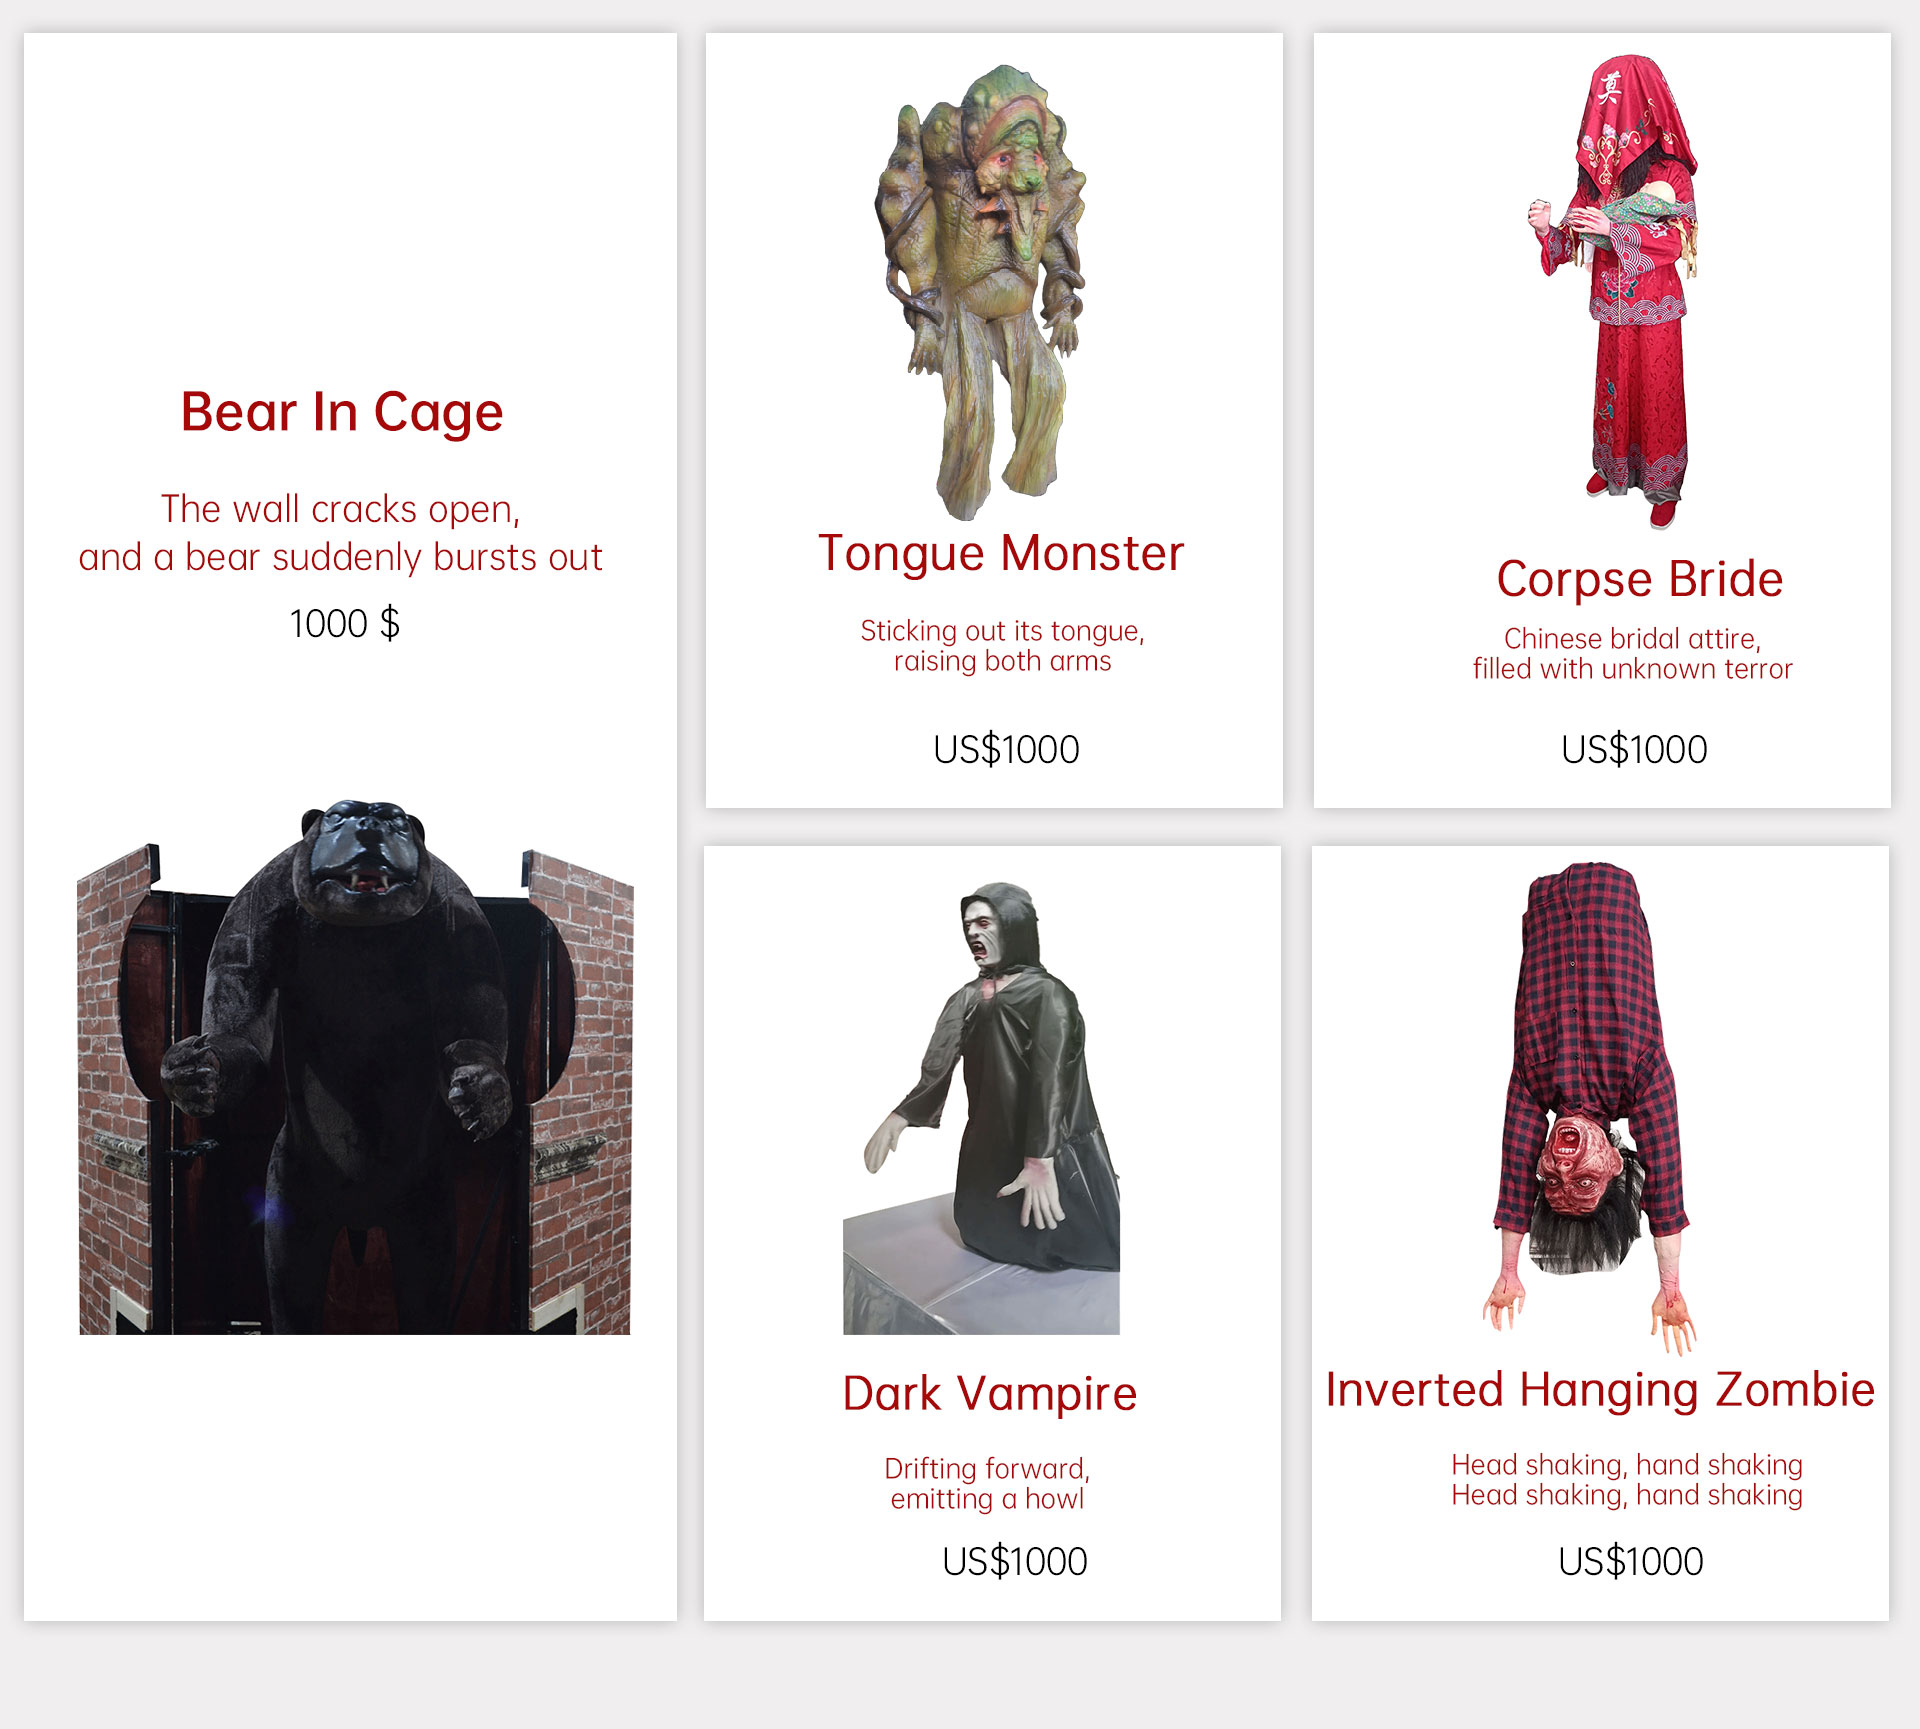 Bear In Cage
The wall cracks open,
and a bear suddenly bursts out
1000 $
Tongue Monster
Sticking out its tongue,
raising both arms
US$1000
奠
Corpse Bride
Chinese bridal attire,
filled with unknown terror
US$1000
Dark Vampire
Drifting forward,
emitting a howl
US$1000
Inverted Hanging Zombie
Head shaking, hand shaking
Head shaking, hand shaking
US$1000